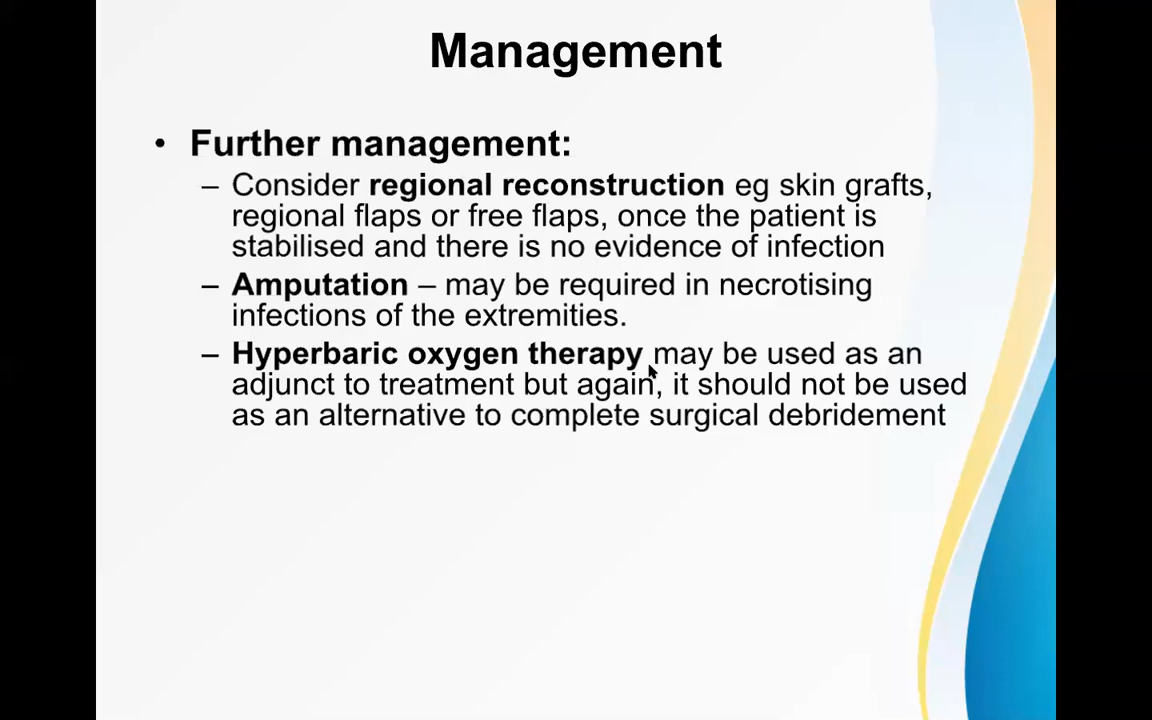 Management
• Further management:
– Consider regional reconstruction eg skin grafts,
regional flaps or free flaps, once the patient is
stabilised and there is no evidence of infection
– Amputation – may be required in necrotising
infections of the extremities.
– Hyperbaric oxygen therapy may be used as an
adjunct to treatment but again, it should not be used
as an alternative to complete surgical debridement